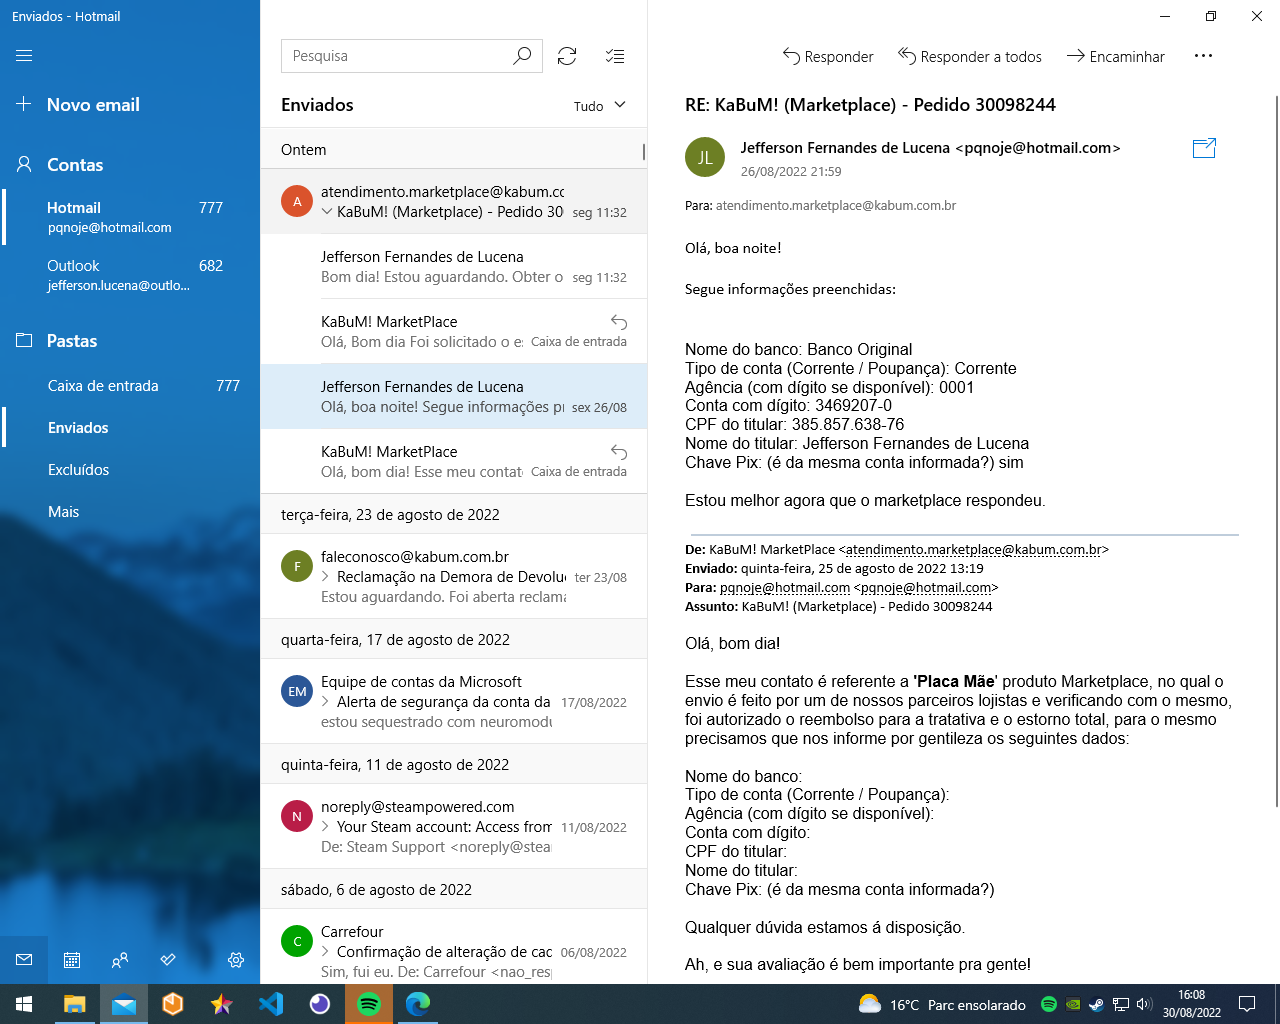 Enviados - Hotmail
Novo email
Contas
Hotmail 777
pqnoje@hotmail.com
Outlook 682
jefferson.lucena@outlo...
Pastas
Caixa de entrada 777
Enviados
Excluídos
Mais
Pesquisa
Enviados Tudo
Ontem
A
atendimento.marketplace@kabum.co
KaBuM! (Marketplace) - Pedido 300 seg 11:32
Jefferson Fernandes de Lucena
Bom dia! Estou aguardando. Obter o seg 11:32
KaBuM! MarketPlace
Olá, Bom dia Foi solicitado o es Caixa de entrada
Jefferson Fernandes de Lucena
Olá, boa noite! Segue informações pr sex 26/08
KaBuM! MarketPlace
Olá, bom dia! Esse meu contato Caixa de entrada
terça-feira, 23 de agosto de 2022
F
faleconosco@kabum.com.br
Reclamação na Demora de Devoluç ter 23/08
Estou aguardando. Foi aberta reclama
quarta-feira, 17 de agosto de 2022
EM
Equipe de contas da Microsoft
Alerta de segurança da conta da 17/08/2022
estou sequestrado com neuromodu
quinta-feira, 11 de agosto de 2022
N
noreply@steampowered.com
Your Steam account: Access from 11/08/2022
De: Steam Support <noreply@stear
sábado, 6 de agosto de 2022
C
Carrefour
Confirmação de alteração de cad 06/08/2022
Sim, fui eu. De: Carrefour <nao_resp
Responder Responder a todos Encaminhar ...
RE: KaBuM! (Marketplace) - Pedido 30098244
JL
Jefferson Fernandes de Lucena <pqnoje@hotmail.com>
26/08/2022 21:59
Para: atendimento.marketplace@kabum.com.br
Olá, boa noite!
Segue informações preenchidas:
Nome do banco: Banco Original
Tipo de conta (Corrente / Poupança): Corrente
Agência (com dígito se disponível): 0001
Conta com dígito: 3469207-0
CPF do titular: 385.857.638-76
Nome do titular: Jefferson Fernandes de Lucena
Chave Pix: (é da mesma conta informada?) sim
Estou melhor agora que o marketplace respondeu.
De: KaBuM! MarketPlace <atendimento.marketplace@kabum.com.br>
Enviado: quinta-feira, 25 de agosto de 2022 13:19
Para: pqnoje@hotmail.com <pqnoje@hotmail.com>
Assunto: KaBuM! (Marketplace) - Pedido 30098244
Olá, bom dia!
Esse meu contato é referente a 'Placa Mãe' produto Marketplace, no qual o
envio é feito por um de nossos parceiros lojistas e verificando com o mesmo,
foi autorizado o reembolso para a tratativa e o estorno total, para o mesmo
precisamos que nos informe por gentileza os seguintes dados:
Nome do banco:
Tipo de conta (Corrente / Poupança):
Agência (com dígito se disponível):
Conta com dígito:
CPF do titular:
Nome do titular:
Chave Pix: (é da mesma conta informada?)
Qualquer dúvida estamos á disposição.
Ah, e sua avaliação é bem importante pra gente!
16°C Parc ensolarado
16:08
30/08/2022